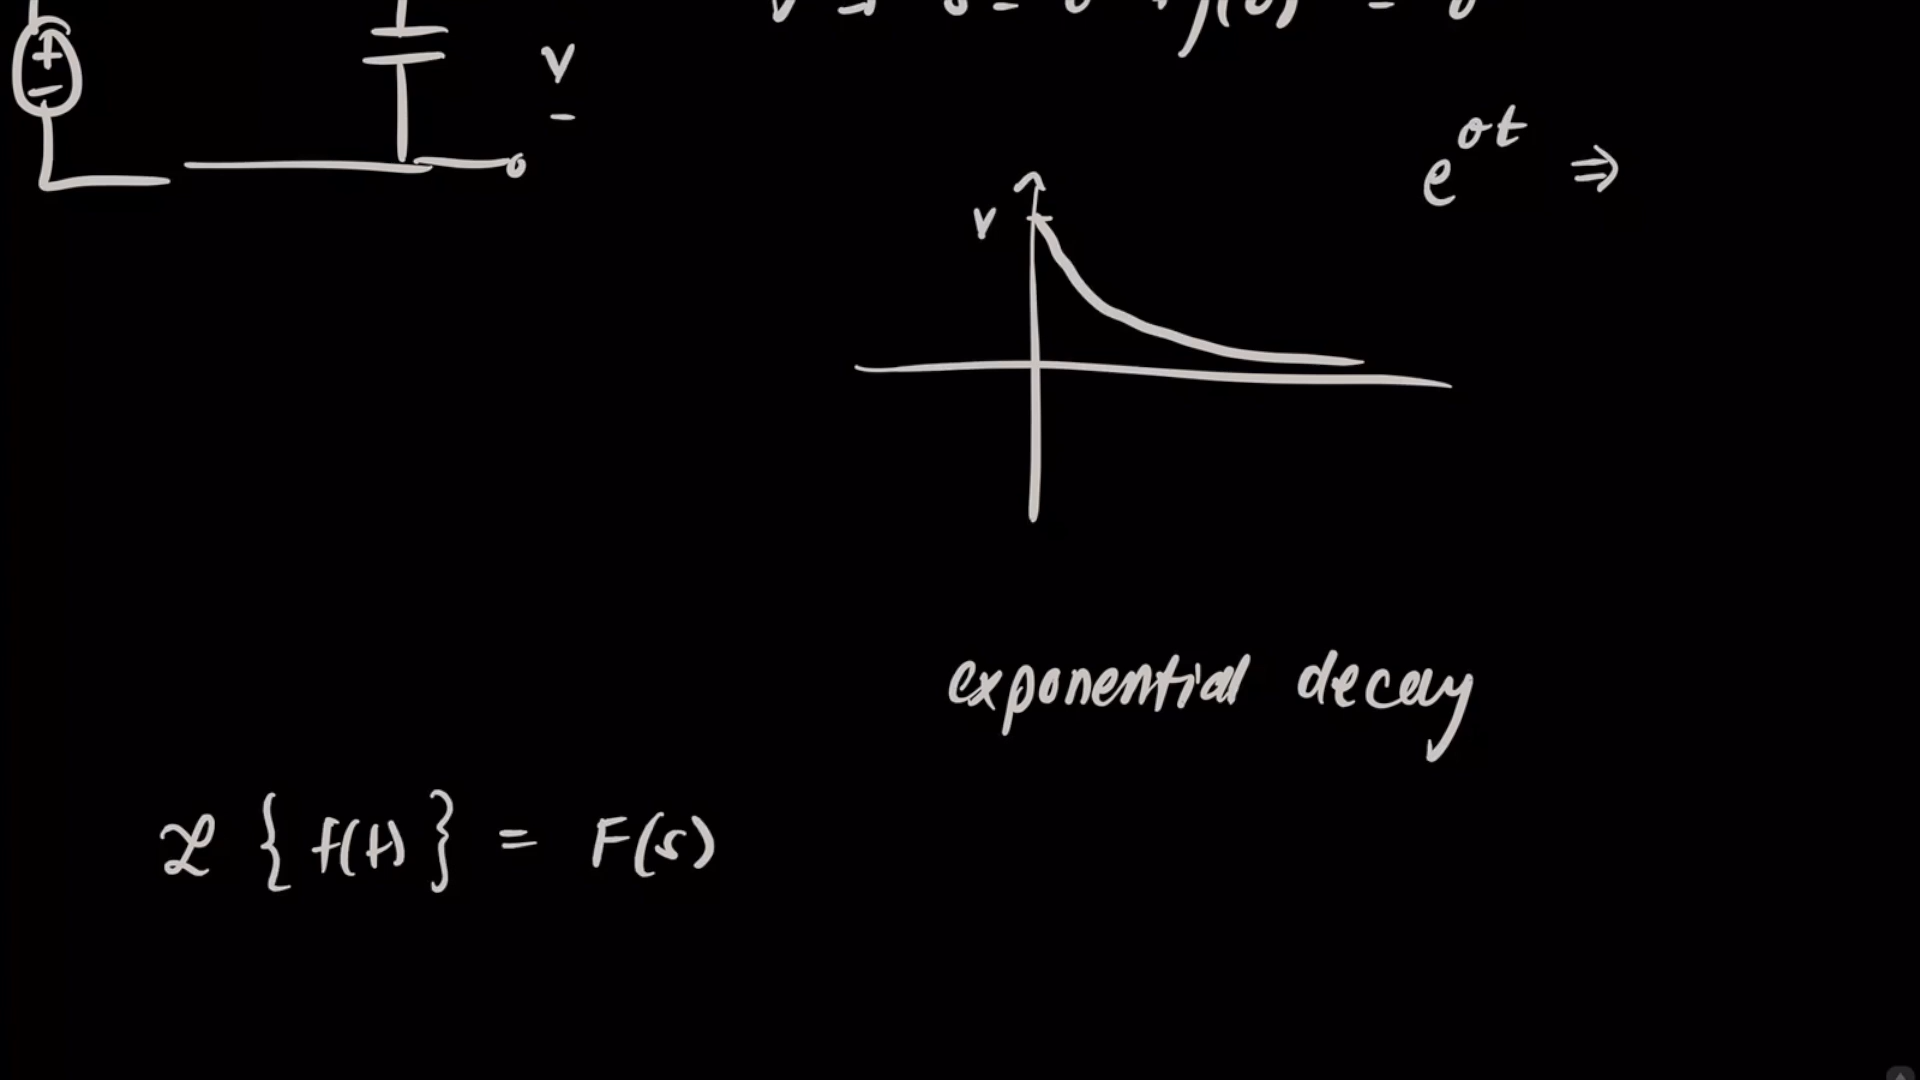 +
−
V
−
e^{σt} ⇒
V
exponential decay
ℒ { f(t) } = F(s)